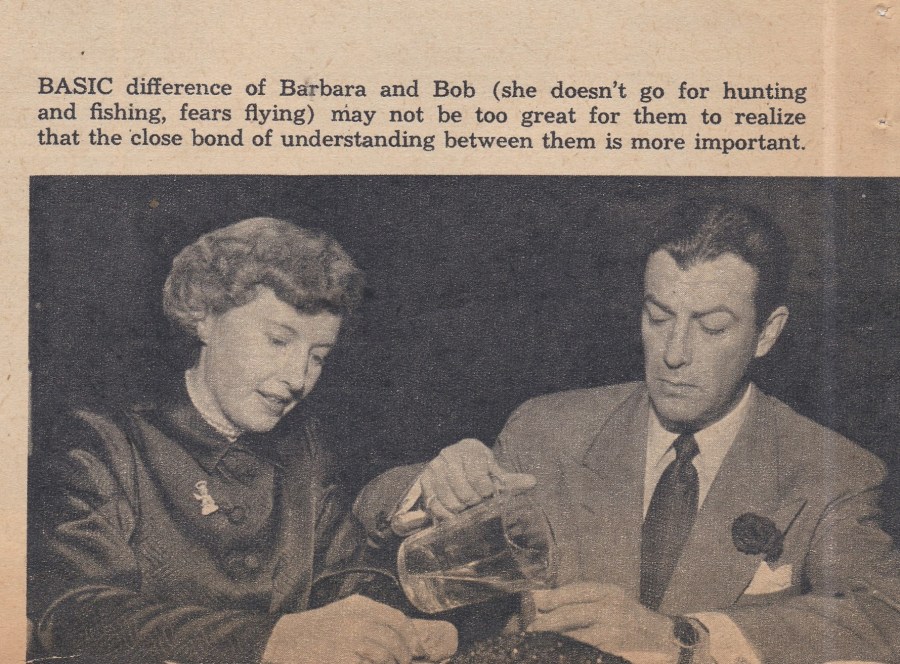 BASIC difference of Barbara and Bob (she doesn't go for hunting
and fishing, fears flying) may not be too great for them to realize
that the close bond of understanding between them is more important.